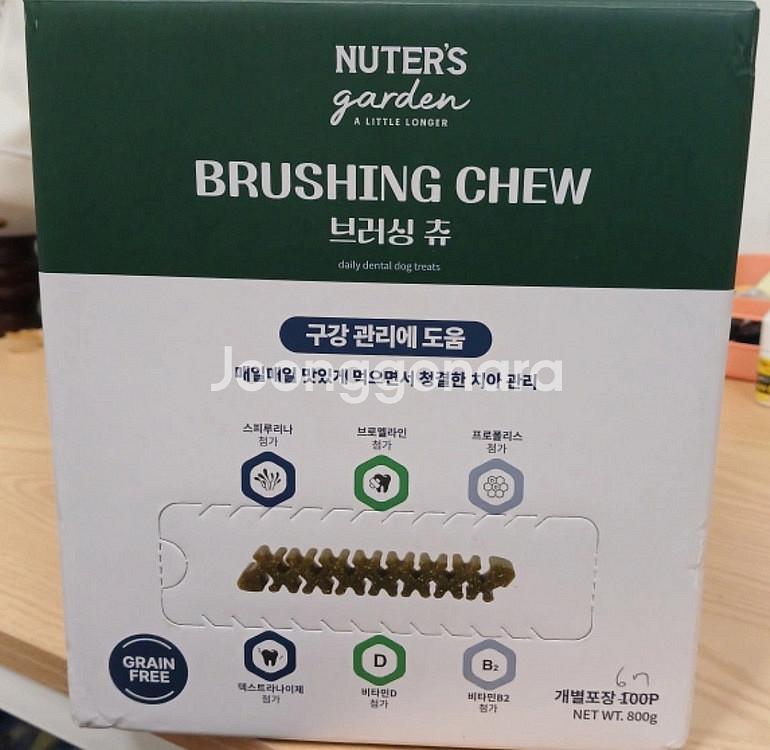 NUTER'S
garden
A LITTLE LONGER
BRUSHING CHEW
브러싱 츄
daily dental dog treats
구강 관리에 도움
매일매일 맛있게 먹으면서 청결한 치아 관리
Joonggonara
스피루리나
첨가
브로멜라인
첨가
프로폴리스
첨가
GRAIN
FREE
덱스트라나이제
첨가
D
비타민D
첨가
B₂
비타민B2
첨가
개별포장 100P
NET WT. 800g